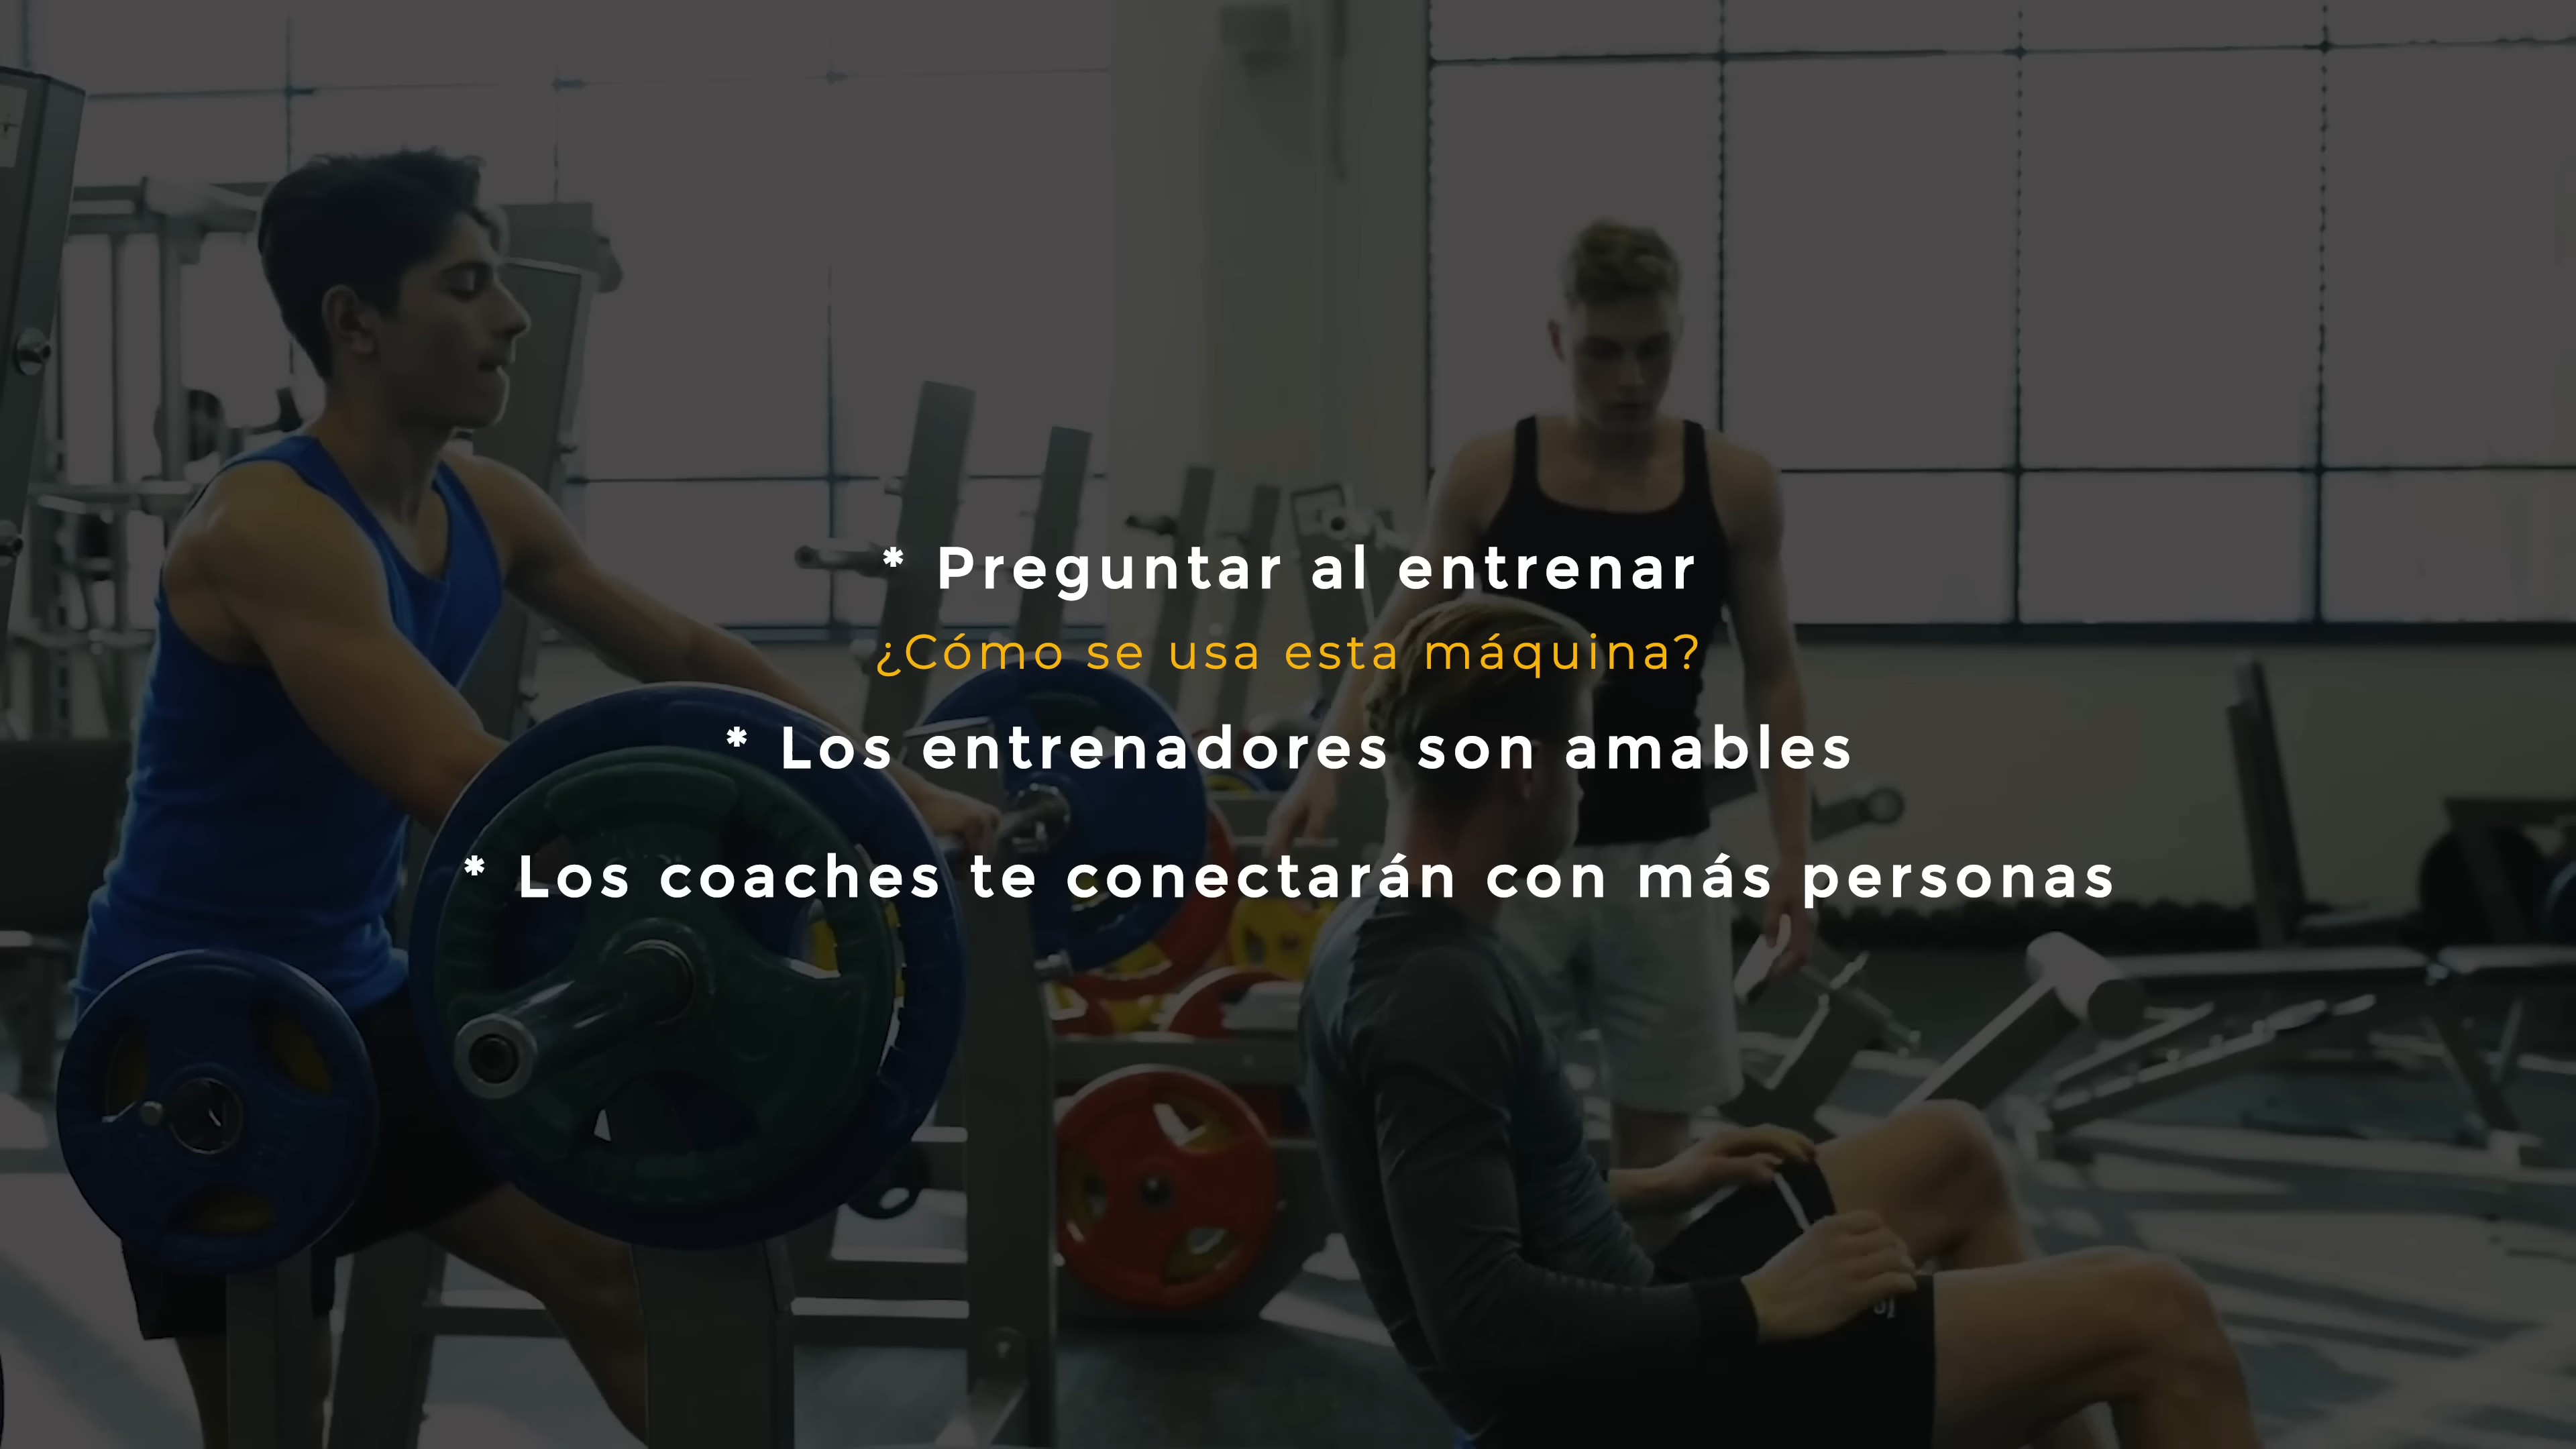 * Preguntar al entrenar
¿Cómo se usa esta máquina?
* Los entrenadores son amables
* Los coaches te conectarán con más personas